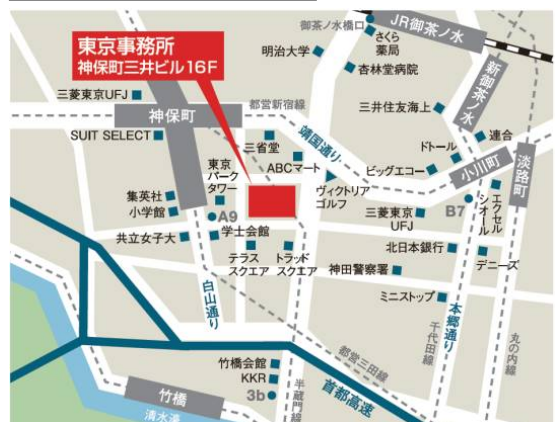 東京事務所
神保町三井ビル16F
御茶ノ水橋口
さくら
薬局
JR御茶ノ水
明治大学
杏林堂病院
新御茶ノ水
三菱東京UFJ
神保町
都営新宿線
三井住友海上
SUIT SELECT
三省堂
靖国通り
ドトール
連合
淡路町
東京
パーク
タワー
ABCマート
ビッグエコー
小川町
集英社
小学館
ヴィクトリア
ゴルフ
三菱東京
UFJ
B7
エクセル
シオール
A9
共立女子大
学士会館
テラス
スクエア
トラッド
スクエア
北日本銀行
神田警察署
デニーズ
白山通り
ミニストップ
千代田線
本郷通り
丸の内線
都営三田線
竹橋会館
KKR
3b
半蔵門線
首都高速
竹橋
清水濠